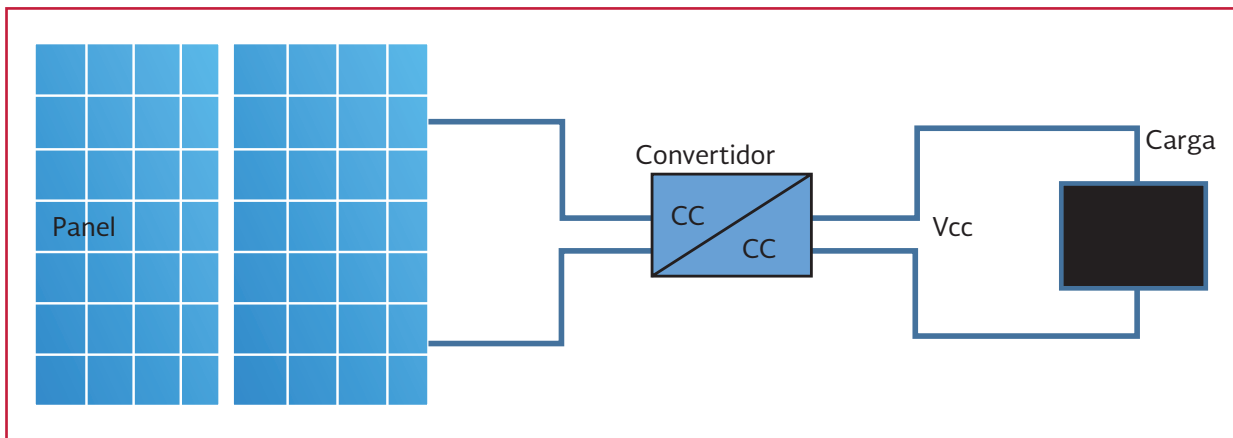 Panel
Convertidor
CC
CC
Vcc
Carga